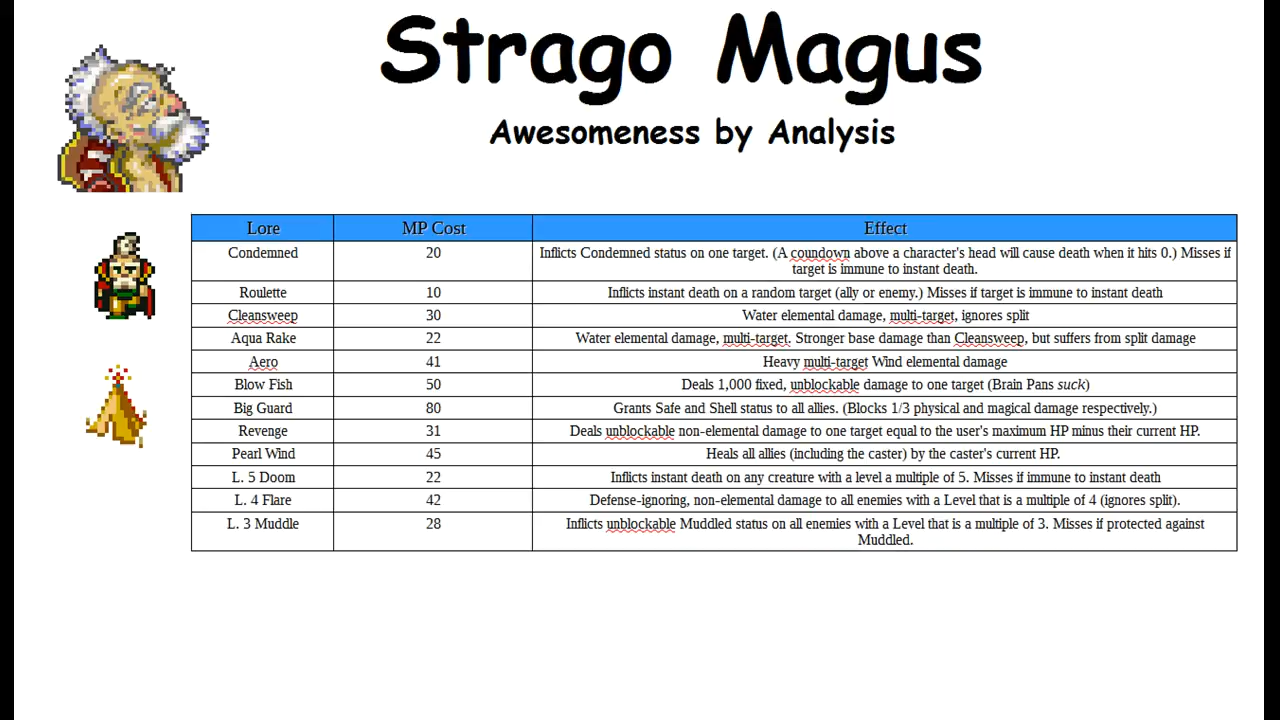 Strago Magus
Awesomeness by Analysis
Lore MP Cost Effect
Condemned 20 Inflicts Condemned status on one target. (A coundown above a character's head will cause death when it hits 0.) Misses if
target is immune to instant death.
Roulette 10 Inflicts instant death on a random target (ally or enemy.) Misses if target is immune to instant death
Cleansweep 30 Water elemental damage, multi-target, ignores split
Aqua Rake 22 Water elemental damage, multi-target. Stronger base damage than Cleansweep, but suffers from split damage
Aero 41 Heavy multi-target Wind elemental damage
Blow Fish 50 Deals 1,000 fixed, unblockable damage to one target (Brain Pans suck)
Big Guard 80 Grants Safe and Shell status to all allies. (Blocks 1/3 physical and magical damage respectively.)
Revenge 31 Deals unblockable non-elemental damage to one target equal to the user's maximum HP minus their current HP.
Pearl Wind 45 Heals all allies (including the caster) by the caster's current HP.
L. 5 Doom 22 Inflicts instant death on any creature with a level a multiple of 5. Misses if immune to instant death
L. 4 Flare 42 Defense-ignoring, non-elemental damage to all enemies with a Level that is a multiple of 4 (ignores split).
L. 3 Muddle 28 Inflicts unblockable Muddled status on all enemies with a Level that is a multiple of 3. Misses if protected against
Muddled.